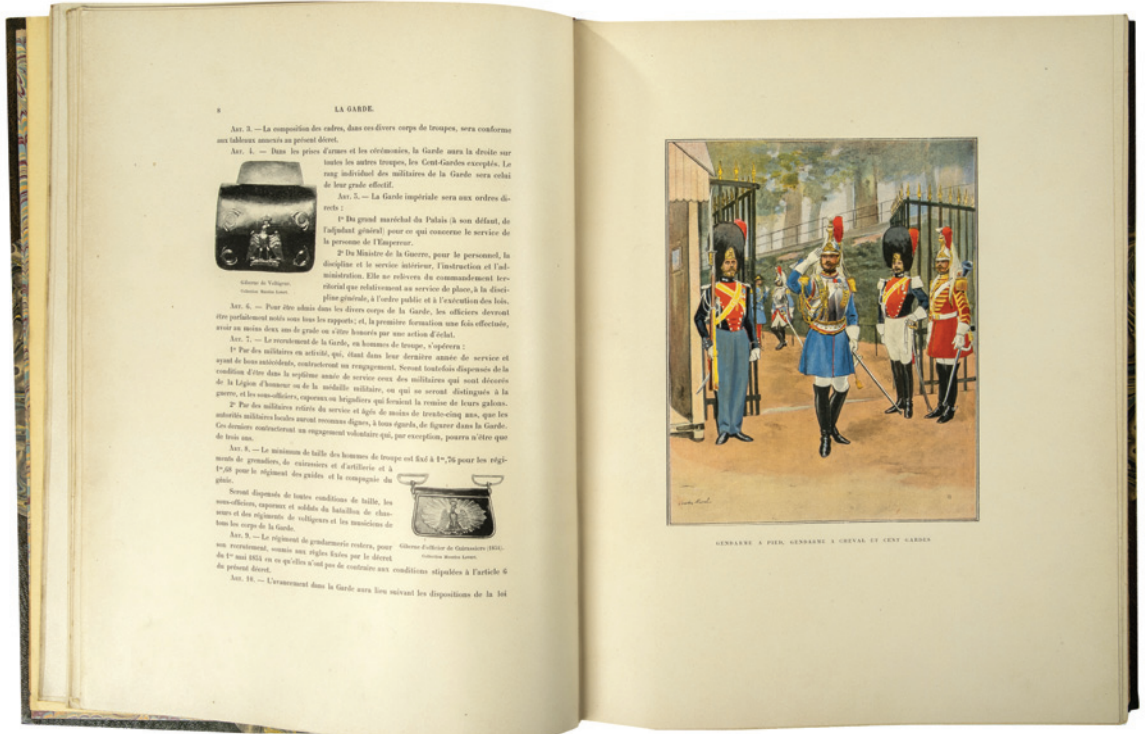 6
LA GARDE.
ART. 3. — La composition des cadres, dans ces divers corps de troupes, sera conforme
aux tableaux annexés au présent décret.
ART. 4. — Dans les prises d'armes et les cérémonies, la Garde aura la droite sur
toutes les autres troupes, les Cent-Gardes exceptés. Le
rang individuel des militaires de la Garde sera celui
de leur grade effectif.
ART. 5. — La Garde impériale sera aux ordres di-
rects :
1° Du grand maréchal du Palais (à son défaut, de
l'adjudant général) pour ce qui concerne le service de
la personne de l'Empereur.
2° Du Ministre de la Guerre, pour le personnel, la
discipline et le service intérieur, l'instruction et l'ad-
ministration. Elle ne relèvera du commandement ter-
ritorial que relativement au service de place, à la disci-
pline générale, à l'ordre public et à l'exécution des lois.
Giberne de Voltigeur.
ART. 6. — Pour être admis dans les divers corps de la Garde, les officiers devront
être parfaitement notés sous tous les rapports; et, la première formation une fois effectuée,
avoir au moins deux ans de grade ou s'être honorés par une action d'éclat.
ART. 7. — Le recrutement de la Garde, en hommes de troupe, s'opérera :
1° Par des militaires en activité, qui, étant dans leur dernière année de service et
ayant de bons antécédents, contracteront un rengagement. Seront toutefois dispensés de la
condition d'être dans la septième année de service ceux des militaires qui sont décorés
de la Légion d'honneur ou de la médaille militaire, ou qui se seront distingués à la
guerre, et les sous-officiers, caporaux ou brigadiers qui feraient la remise de leurs galons.
2° Par des militaires retirés du service et âgés de moins de trente-cinq ans, que les
autorités militaires locales auront reconnus dignes, à tous égards, de figurer dans la Garde.
Ces derniers contracteront un engagement volontaire qui, par exception, pourra n'être que
de trois ans.
ART. 8. — Le minimum de taille des hommes de troupe est fixé à 1m,76 pour les régi-
ments de grenadiers, de cuirassiers et d'artillerie et à
1m,68 pour le régiment des guides et la compagnie du
génie.
Seront dispensés de toutes conditions de taille, les
sous-officiers, caporaux et soldats du bataillon de chas-
seurs et des régiments de voltigeurs et les musiciens de
tous les corps de la Garde.
ART. 9. — Le régiment de gendarmerie restera, pour
son recrutement, soumis aux règles fixées par le décret
du 1er mai 1854 en ce qu'elles n'ont pas de contraire aux conditions stipulées à l'article 6
du présent décret.
Giberne d'officier de Cuirassiers (1854).
ART. 10. — L'avancement dans la Garde aura lieu suivant les dispositions de la loi
GENDARME A PIED, GENDARME A CHEVAL ET CENT GARDES